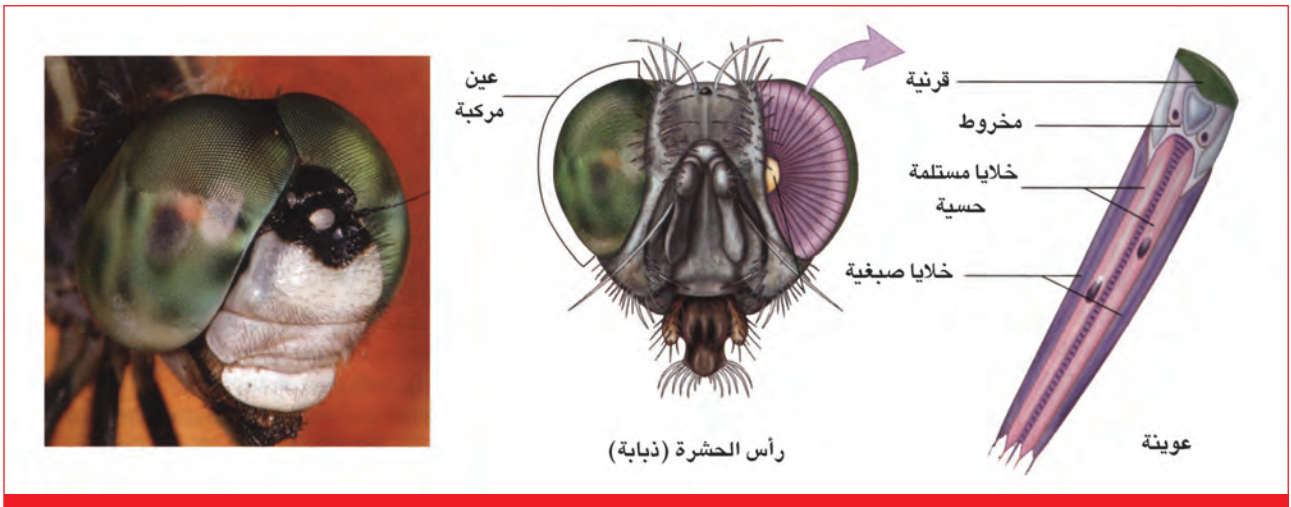 عين
مركبة
قرنية
مخروط
خلايا مستلمة
حسية
خلايا صبغية
رأس الحشرة (ذبابة)
عوينة